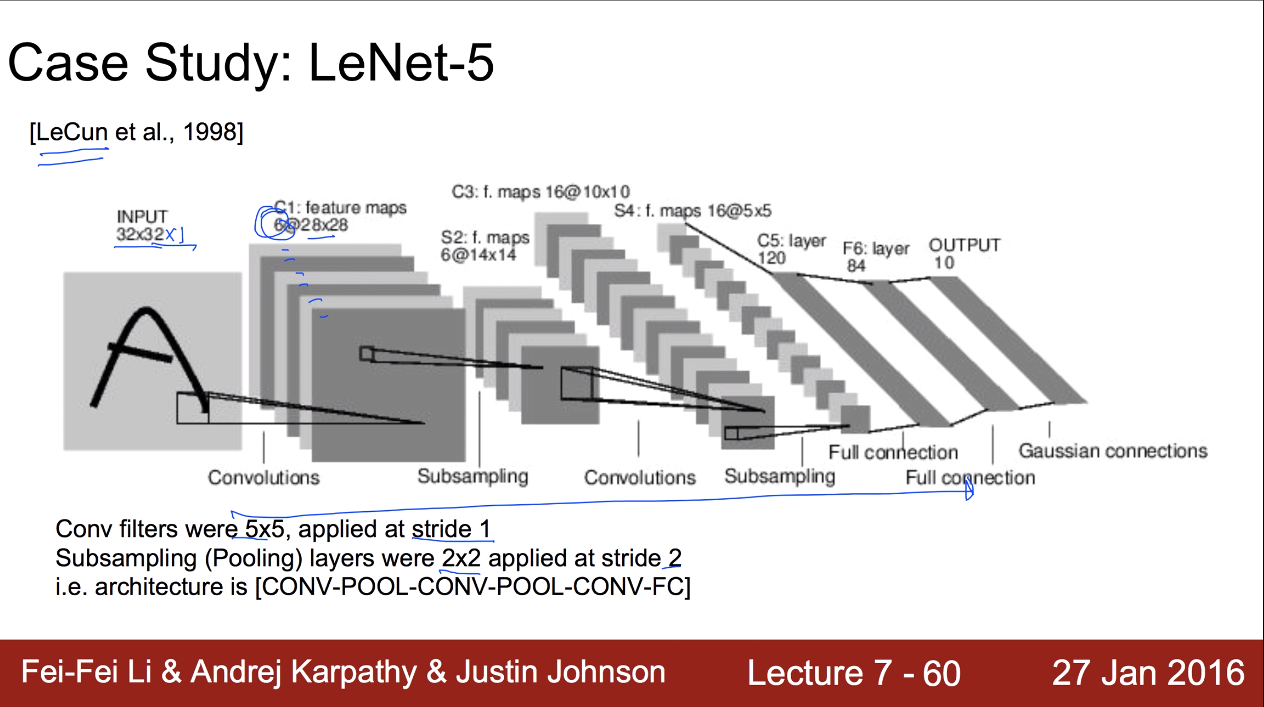 Case Study: LeNet-5
[LeCun et al., 1998]
INPUT
32x32x1
C1: feature maps
6@28x28
S2: f. maps
6@14x14
C3: f. maps 16@10x10
S4: f. maps 16@5x5
C5: layer
120
F6: layer
84
OUTPUT
10
Convolutions
Subsampling
Convolutions
Subsampling
Full connection
Full connection
Gaussian connections
Conv filters were 5x5, applied at stride 1
Subsampling (Pooling) layers were 2x2 applied at stride 2
i.e. architecture is [CONV-POOL-CONV-POOL-CONV-FC]
Fei-Fei Li & Andrej Karpathy & Justin Johnson
Lecture 7 - 60
27 Jan 2016